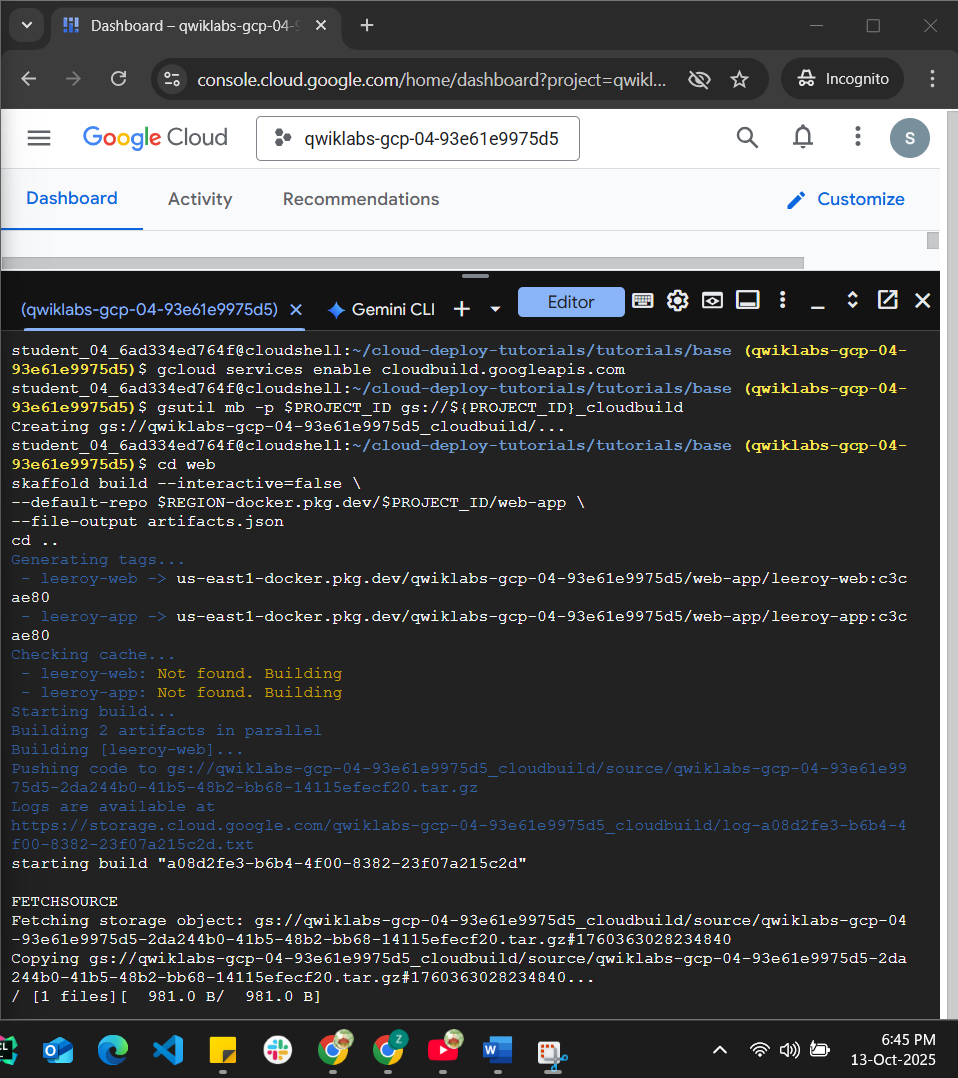 Dashboard – qwiklabs-gcp-04-9
console.cloud.google.com/home/dashboard?project=qwikl...
Incognito
Google Cloud
qwiklabs-gcp-04-93e61e9975d5
S
Dashboard
Activity
Recommendations
Customize
(qwiklabs-gcp-04-93e61e9975d5)
Gemini CLI
Editor
student_04_6ad334ed764f@cloudshell:~/cloud-deploy-tutorials/tutorials/base (qwiklabs-gcp-04-
93e61e9975d5)$ gcloud services enable cloudbuild.googleapis.com
student_04_6ad334ed764f@cloudshell:~/cloud-deploy-tutorials/tutorials/base (qwiklabs-gcp-04-
93e61e9975d5)$ gsutil mb -p $PROJECT_ID gs://${PROJECT_ID}_cloudbuild
Creating gs://qwiklabs-gcp-04-93e61e9975d5_cloudbuild/...
student_04_6ad334ed764f@cloudshell:~/cloud-deploy-tutorials/tutorials/base (qwiklabs-gcp-04-
93e61e9975d5)$ cd web
skaffold build --interactive=false \
--default-repo $REGION-docker.pkg.dev/$PROJECT_ID/web-app \
--file-output artifacts.json
cd ..
Generating tags...
- leeroy-web -> us-east1-docker.pkg.dev/qwiklabs-gcp-04-93e61e9975d5/web-app/leeroy-web:c3c
ae80
- leeroy-app -> us-east1-docker.pkg.dev/qwiklabs-gcp-04-93e61e9975d5/web-app/leeroy-app:c3c
ae80
Checking cache...
- leeroy-web: Not found. Building
- leeroy-app: Not found. Building
Starting build...
Building 2 artifacts in parallel
Building [leeroy-web]...
Pushing code to gs://qwiklabs-gcp-04-93e61e9975d5_cloudbuild/source/qwiklabs-gcp-04-93e61e99
75d5-2da244b0-41b5-48b2-bb68-14115efecf20.tar.gz
Logs are available at
https://storage.cloud.google.com/qwiklabs-gcp-04-93e61e9975d5_cloudbuild/log-a08d2fe3-b6b4-4
f00-8382-23f07a215c2d.txt
starting build "a08d2fe3-b6b4-4f00-8382-23f07a215c2d"
FETCHSOURCE
Fetching storage object: gs://qwiklabs-gcp-04-93e61e9975d5_cloudbuild/source/qwiklabs-gcp-04
-93e61e9975d5-2da244b0-41b5-48b2-bb68-14115efecf20.tar.gz#1760363028234840
Copying gs://qwiklabs-gcp-04-93e61e9975d5_cloudbuild/source/qwiklabs-gcp-04-93e61e9975d5-2da
244b0-41b5-48b2-bb68-14115efecf20.tar.gz#1760363028234840...
/ [1 files][  981.0 B/  981.0 B]
6:45 PM
13-Oct-2025